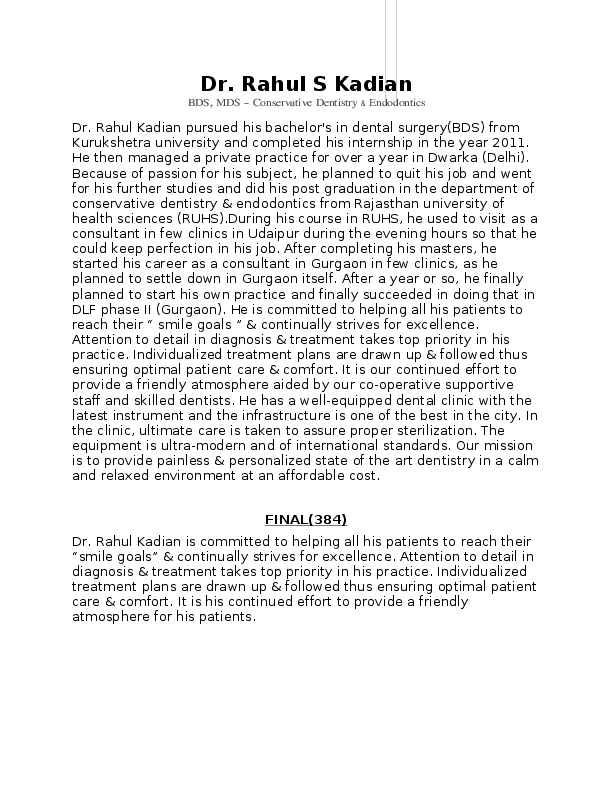 Dr. Rahul S Kadian
BDS, MDS – Conservative Dentistry & Endodontics
Dr. Rahul Kadian pursued his bachelor's in dental surgery(BDS) from
Kurukshetra university and completed his internship in the year 2011.
He then managed a private practice for over a year in Dwarka (Delhi).
Because of passion for his subject, he planned to quit his job and went
for his further studies and did his post graduation in the department of
conservative dentistry & endodontics from Rajasthan university of
health sciences (RUHS).During his course in RUHS, he used to visit as a
consultant in few clinics in Udaipur during the evening hours so that he
could keep perfection in his job. After completing his masters, he
started his career as a consultant in Gurgaon in few clinics, as he
planned to settle down in Gurgaon itself. After a year or so, he finally
planned to start his own practice and finally succeeded in doing that in
DLF phase II (Gurgaon). He is committed to helping all his patients to
reach their “ smile goals ” & continually strives for excellence.
Attention to detail in diagnosis & treatment takes top priority in his
practice. Individualized treatment plans are drawn up & followed thus
ensuring optimal patient care & comfort. It is our continued effort to
provide a friendly atmosphere aided by our co-operative supportive
staff and skilled dentists. He has a well-equipped dental clinic with the
latest instrument and the infrastructure is one of the best in the city. In
the clinic, ultimate care is taken to assure proper sterilization. The
equipment is ultra-modern and of international standards. Our mission
is to provide painless & personalized state of the art dentistry in a calm
and relaxed environment at an affordable cost.
FINAL(384)
Dr. Rahul Kadian is committed to helping all his patients to reach their
“smile goals” & continually strives for excellence. Attention to detail in
diagnosis & treatment takes top priority in his practice. Individualized
treatment plans are drawn up & followed thus ensuring optimal patient
care & comfort. It is his continued effort to provide a friendly
atmosphere for his patients.